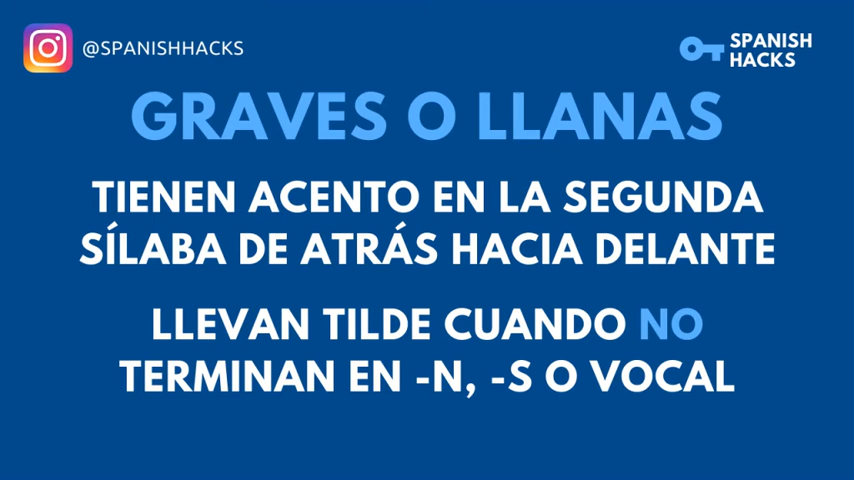 @SPANISHHACKS
SPANISH
HACKS
GRAVES O LLANAS
TIENEN ACENTO EN LA SEGUNDA
SÍLABA DE ATRÁS HACIA DELANTE
LLEVAN TILDE CUANDO NO
TERMINAN EN -N, -S O VOCAL